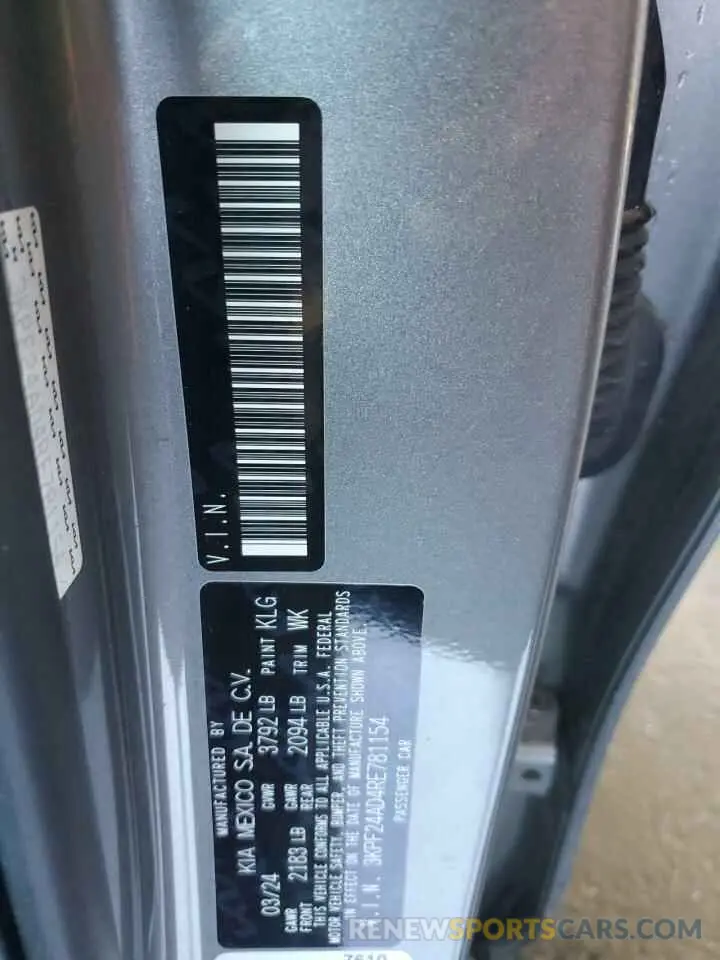 V.I.N.
MANUFACTURED BY
KIA MEXICO S.A. DE C.V.
03/24 GVWR 3792 LB PAINT KLG
GAWR FRONT 2183 LB GAWR REAR 2094 LB TRIM WK
THIS VEHICLE CONFORMS TO ALL APPLICABLE U.S.A. FEDERAL
MOTOR VEHICLE SAFETY, BUMPER, AND THEFT PREVENTION STANDARDS
IN EFFECT ON THE DATE OF MANUFACTURE SHOWN ABOVE.
V.I.N. 3KPF24AD4RE781154
PASSENGER CAR
7610
RENEWSPORTSCARS.COM